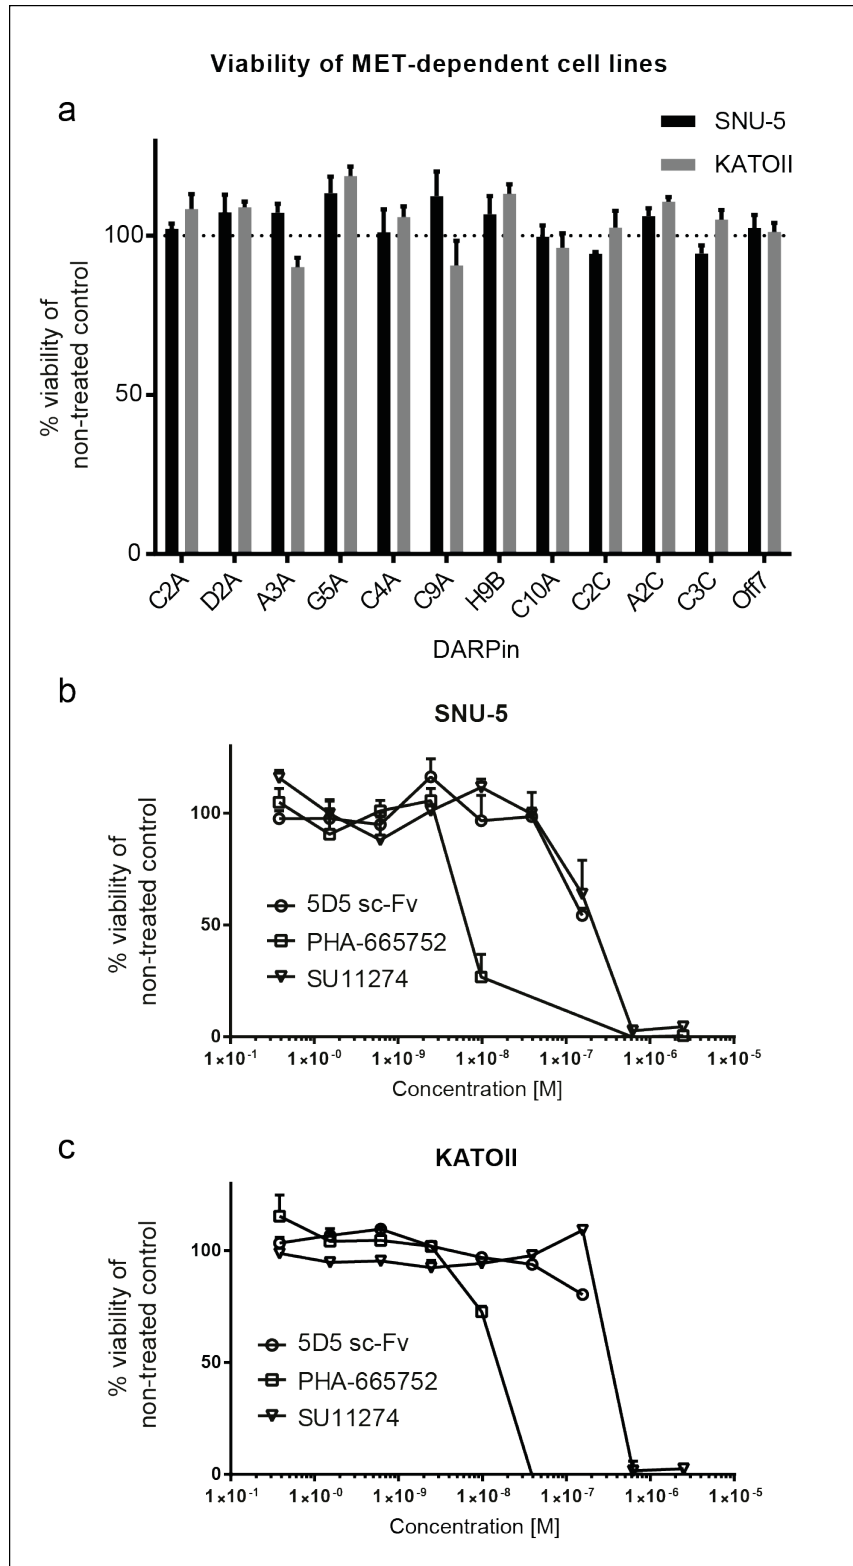 Viability of MET-dependent cell lines
a
SNU-5
KATOII
100
50
0
% viability of
non-treated control
C2A
D2A
A3A
G5A
C4A
C9A
H9B
C10A
C2C
A2C
C3C
Off7
DARPin
b
SNU-5
100
50
0
% viability of
non-treated control
5D5 sc-Fv
PHA-665752
SU11274
1×10-1
1×10-0
1×10-9
1×10-8
1×10-7
1×10-6
1×10-5
Concentration [M]
c
KATOII
100
50
0
% viability of
non-treated control
5D5 sc-Fv
PHA-665752
SU11274
1×10-1
1×10-0
1×10-9
1×10-8
1×10-7
1×10-6
1×10-5
Concentration [M]